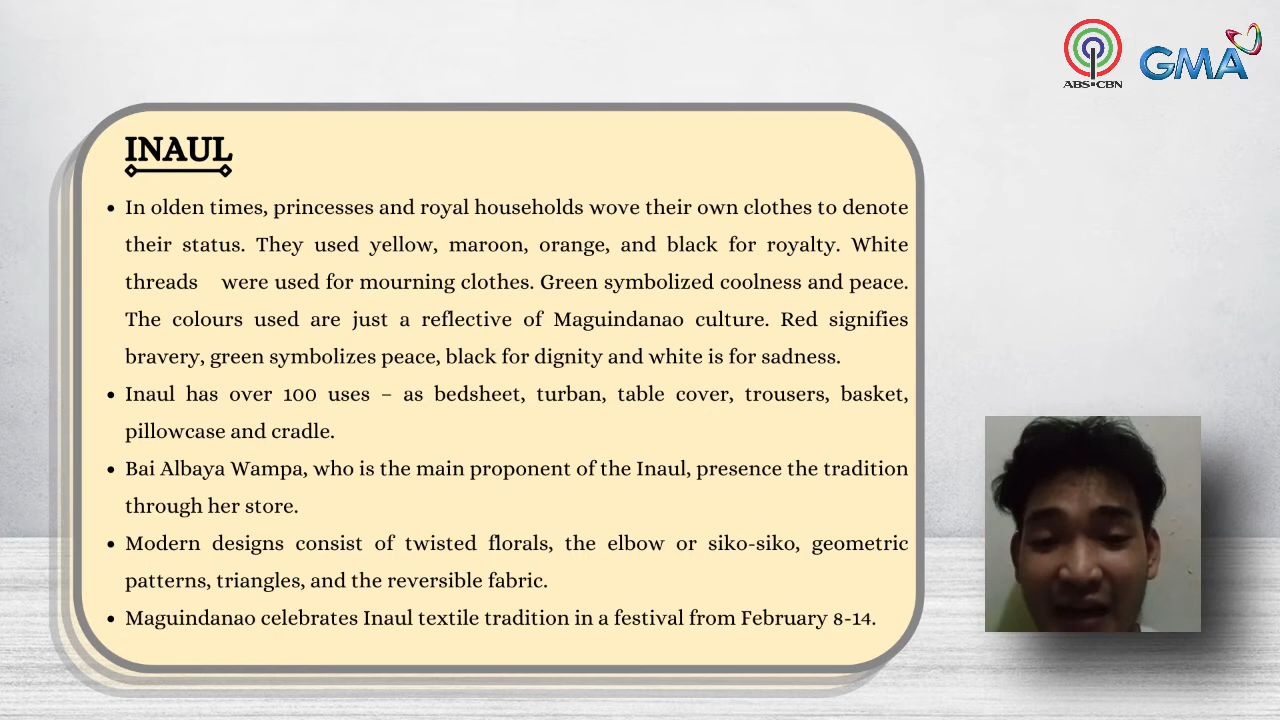 ABS-CBN
GMA
INAUL
• In olden times, princesses and royal households wove their own clothes to denote
their status. They used yellow, maroon, orange, and black for royalty. White
threads were used for mourning clothes. Green symbolized coolness and peace.
The colours used are just a reflective of Maguindanao culture. Red signifies
bravery, green symbolizes peace, black for dignity and white is for sadness.
• Inaul has over 100 uses – as bedsheet, turban, table cover, trousers, basket,
pillowcase and cradle.
• Bai Albaya Wampa, who is the main proponent of the Inaul, presence the tradition
through her store.
• Modern designs consist of twisted florals, the elbow or siko-siko, geometric
patterns, triangles, and the reversible fabric.
• Maguindanao celebrates Inaul textile tradition in a festival from February 8-14.